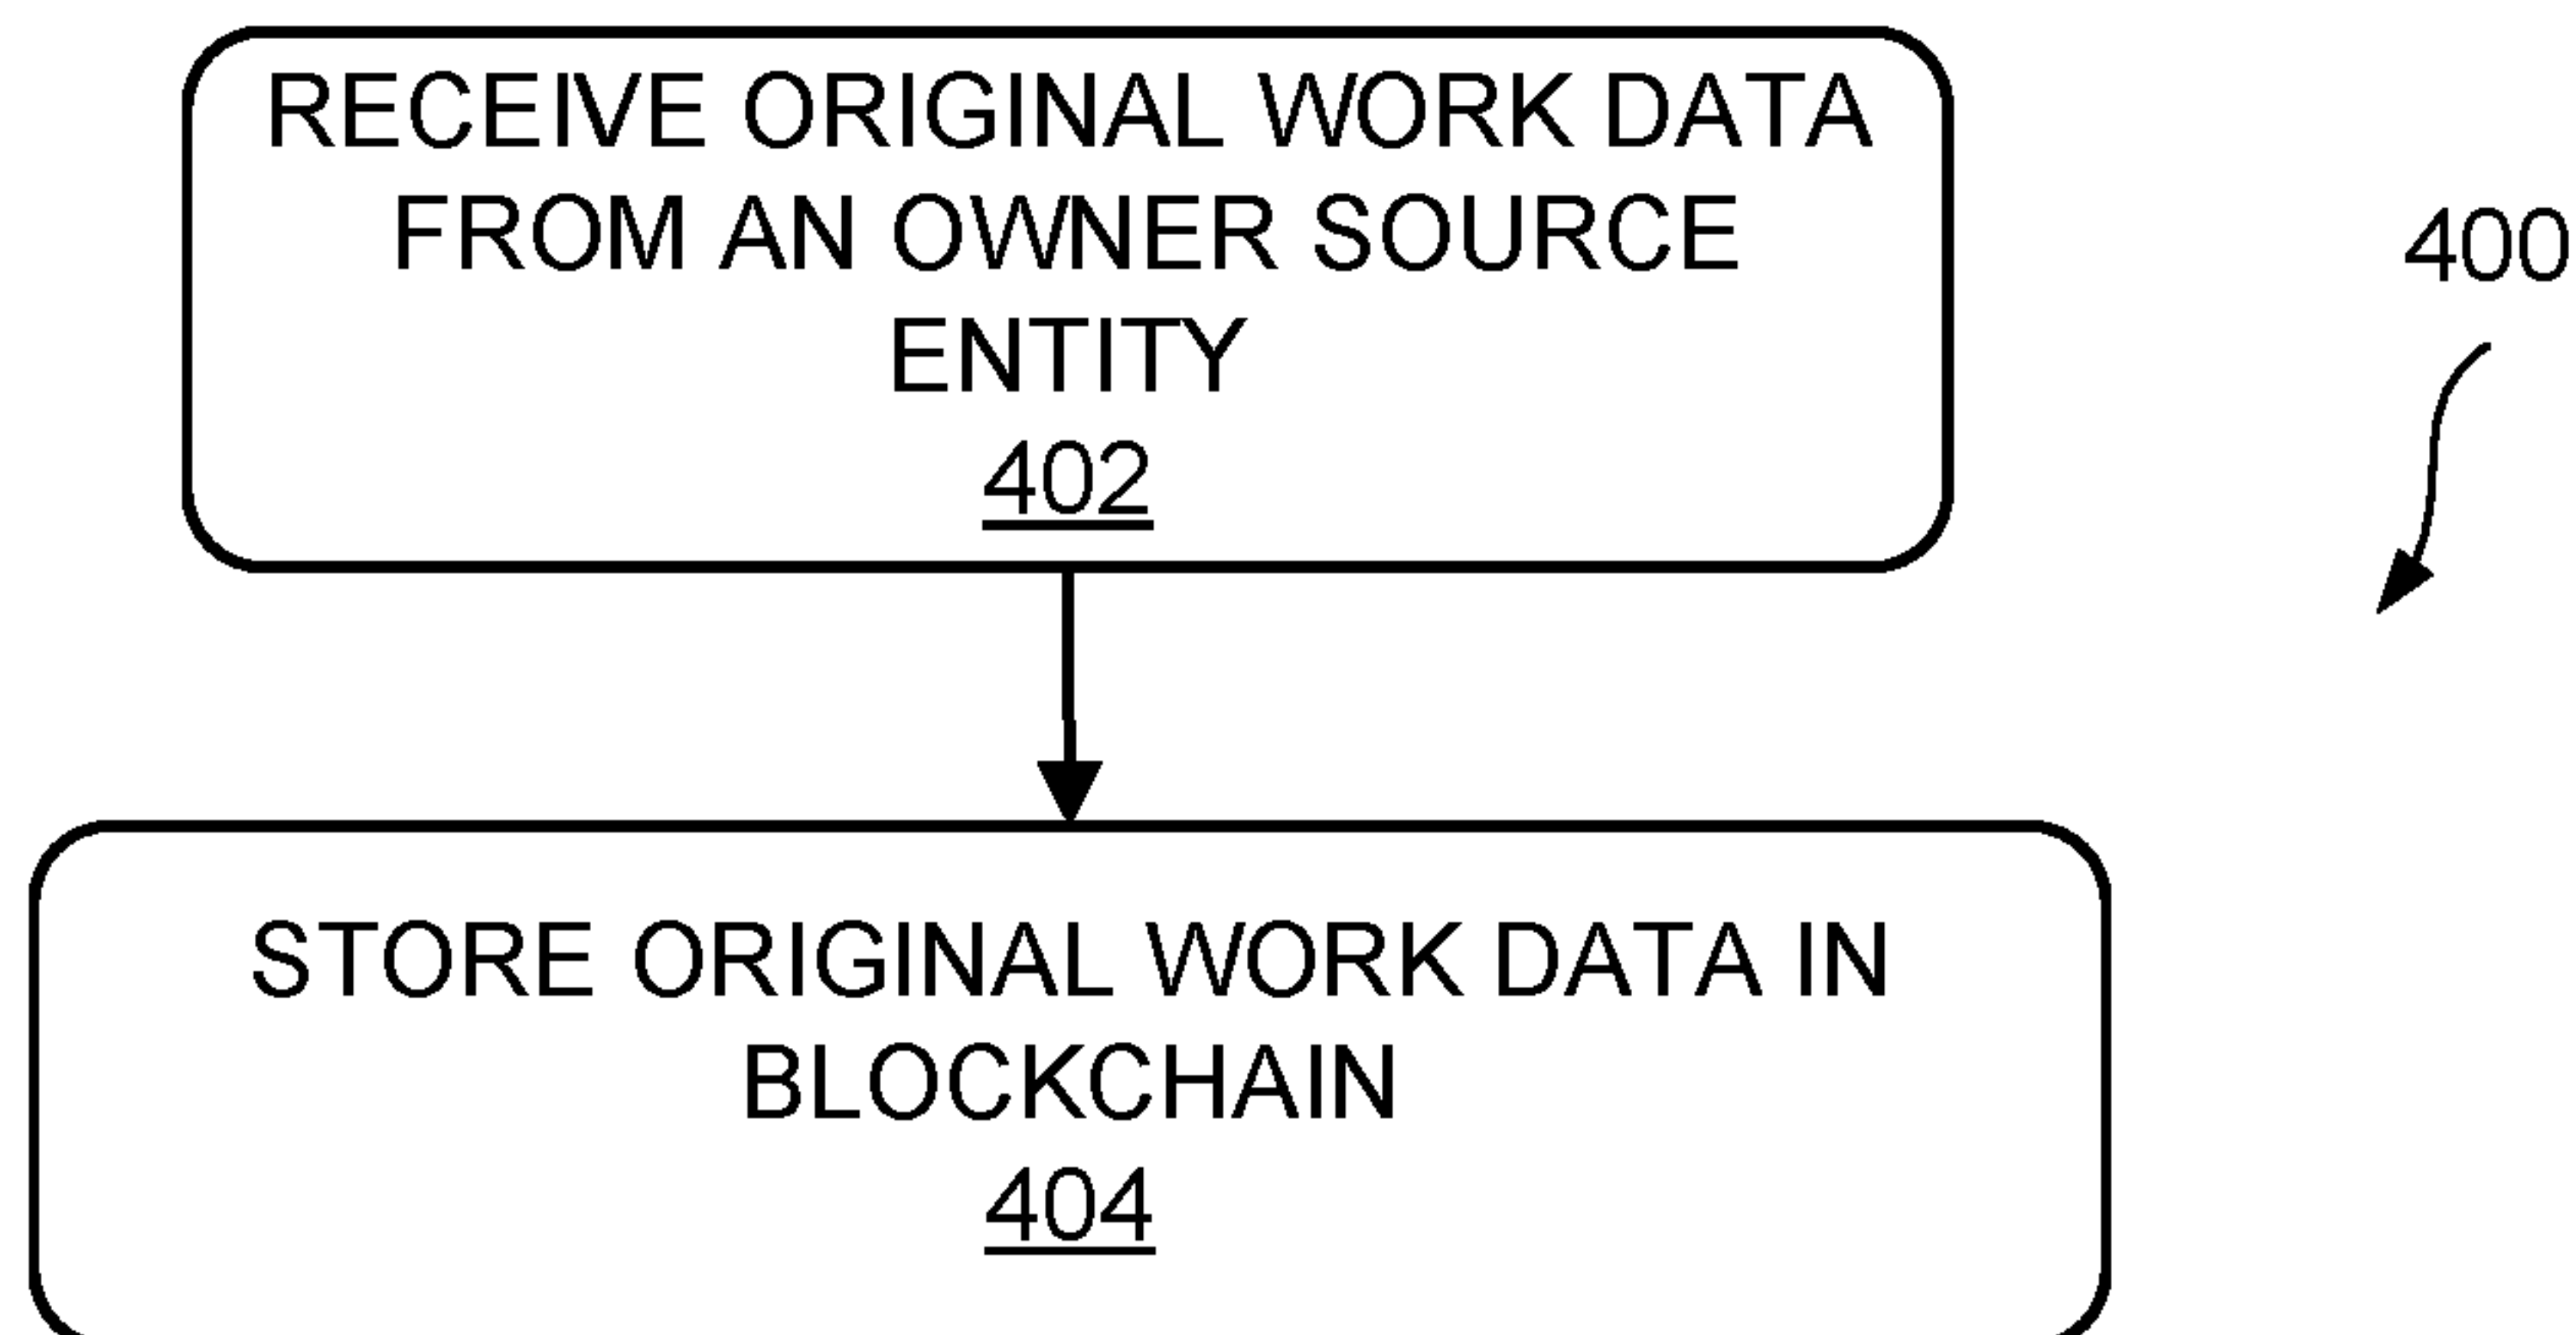 RECEIVE ORIGINAL WORK DATA
FROM AN OWNER SOURCE
ENTITY
402
400
STORE ORIGINAL WORK DATA IN
BLOCKCHAIN
404